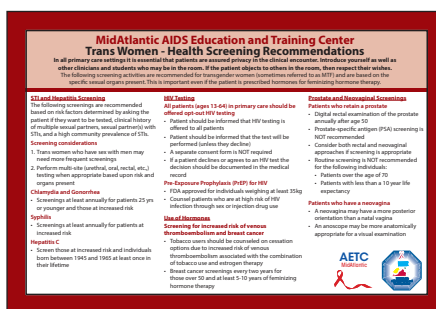 MidAtlantic AIDS Education and Training Center
Trans Women - Health Screening Recommendations
In all primary care settings it is essential that patients are assured privacy in the clinical encounter. Introduce yourself as well as
other clinicians and students who may be in the room. If the patient objects to others in the room, then respect their wishes.
The following screening activities are recommended for transgender women (sometimes referred to as MTF) and are based on the
specific sexual organs present. This is important even if the patient is prescribed hormones for feminizing hormone therapy.
STI and Hepatitis Screening
The following screenings are recommended
based on risk factors determined by asking the
patient if they want to be tested, clinical history
of multiple sexual partners, sexual partner(s) with
STIs, and a high community prevalence of STIs.
Screening considerations
1. Trans women who have sex with men may
need more frequent screenings
2. Perform multi-site (urethral, oral, rectal, etc.,)
testing when appropriate based upon risk and
organs present
Chlamydia and Gonorrhea
• Screenings at least annually for patients 25 yrs
or younger and those at increased risk
Syphilis
• Screenings at least annually for patients at
increased risk
Hepatitis C
• Screen those at increased risk and individuals
born between 1945 and 1965 at least once in
their lifetime
HIV Testing
All patients (ages 13-64) in primary care should be
offered opt-out HIV testing
• Patient should be informed that HIV testing is
offered to all patients
• Patient should be informed that the test will be
performed (unless they decline)
• A separate consent form is NOT required
• If a patient declines or agrees to an HIV test the
decision should be documented in the medical
record
Pre-Exposure Prophylaxis (PrEP) for HIV
• FDA approved for individuals weighing at least 35kg
• Counsel patients who are at high risk of HIV
infection through sex or injection drug use
Use of Hormones
Screening for increased risk of venous
thromboembolism and breast cancer
• Tobacco users should be counseled on cessation
options due to increased risk of venous
thromboembolism associated with the combination
of tobacco use and estrogen therapy
• Breast cancer screenings every two years for
those over 50 and at least 5-10 years of feminizing
hormone therapy
Prostate and Neovaginal Screenings
Patients who retain a prostate
• Digital rectal examination of the prostate
annually after age 50
• Prostate-specific antigen (PSA) screening is
NOT recommended
• Consider both rectal and neovaginal
approaches if screening is appropriate
• Routine screening is NOT recommended
for the following individuals:
• Patients over the age of 70
• Patients with less than a 10 year life
expectancy
Patients who have a neovagina
• A neovagina may have a more posterior
orientation than a natal vagina
• An anoscope may be more anatomically
appropriate for a visual examination
AETC
MidAtlantic